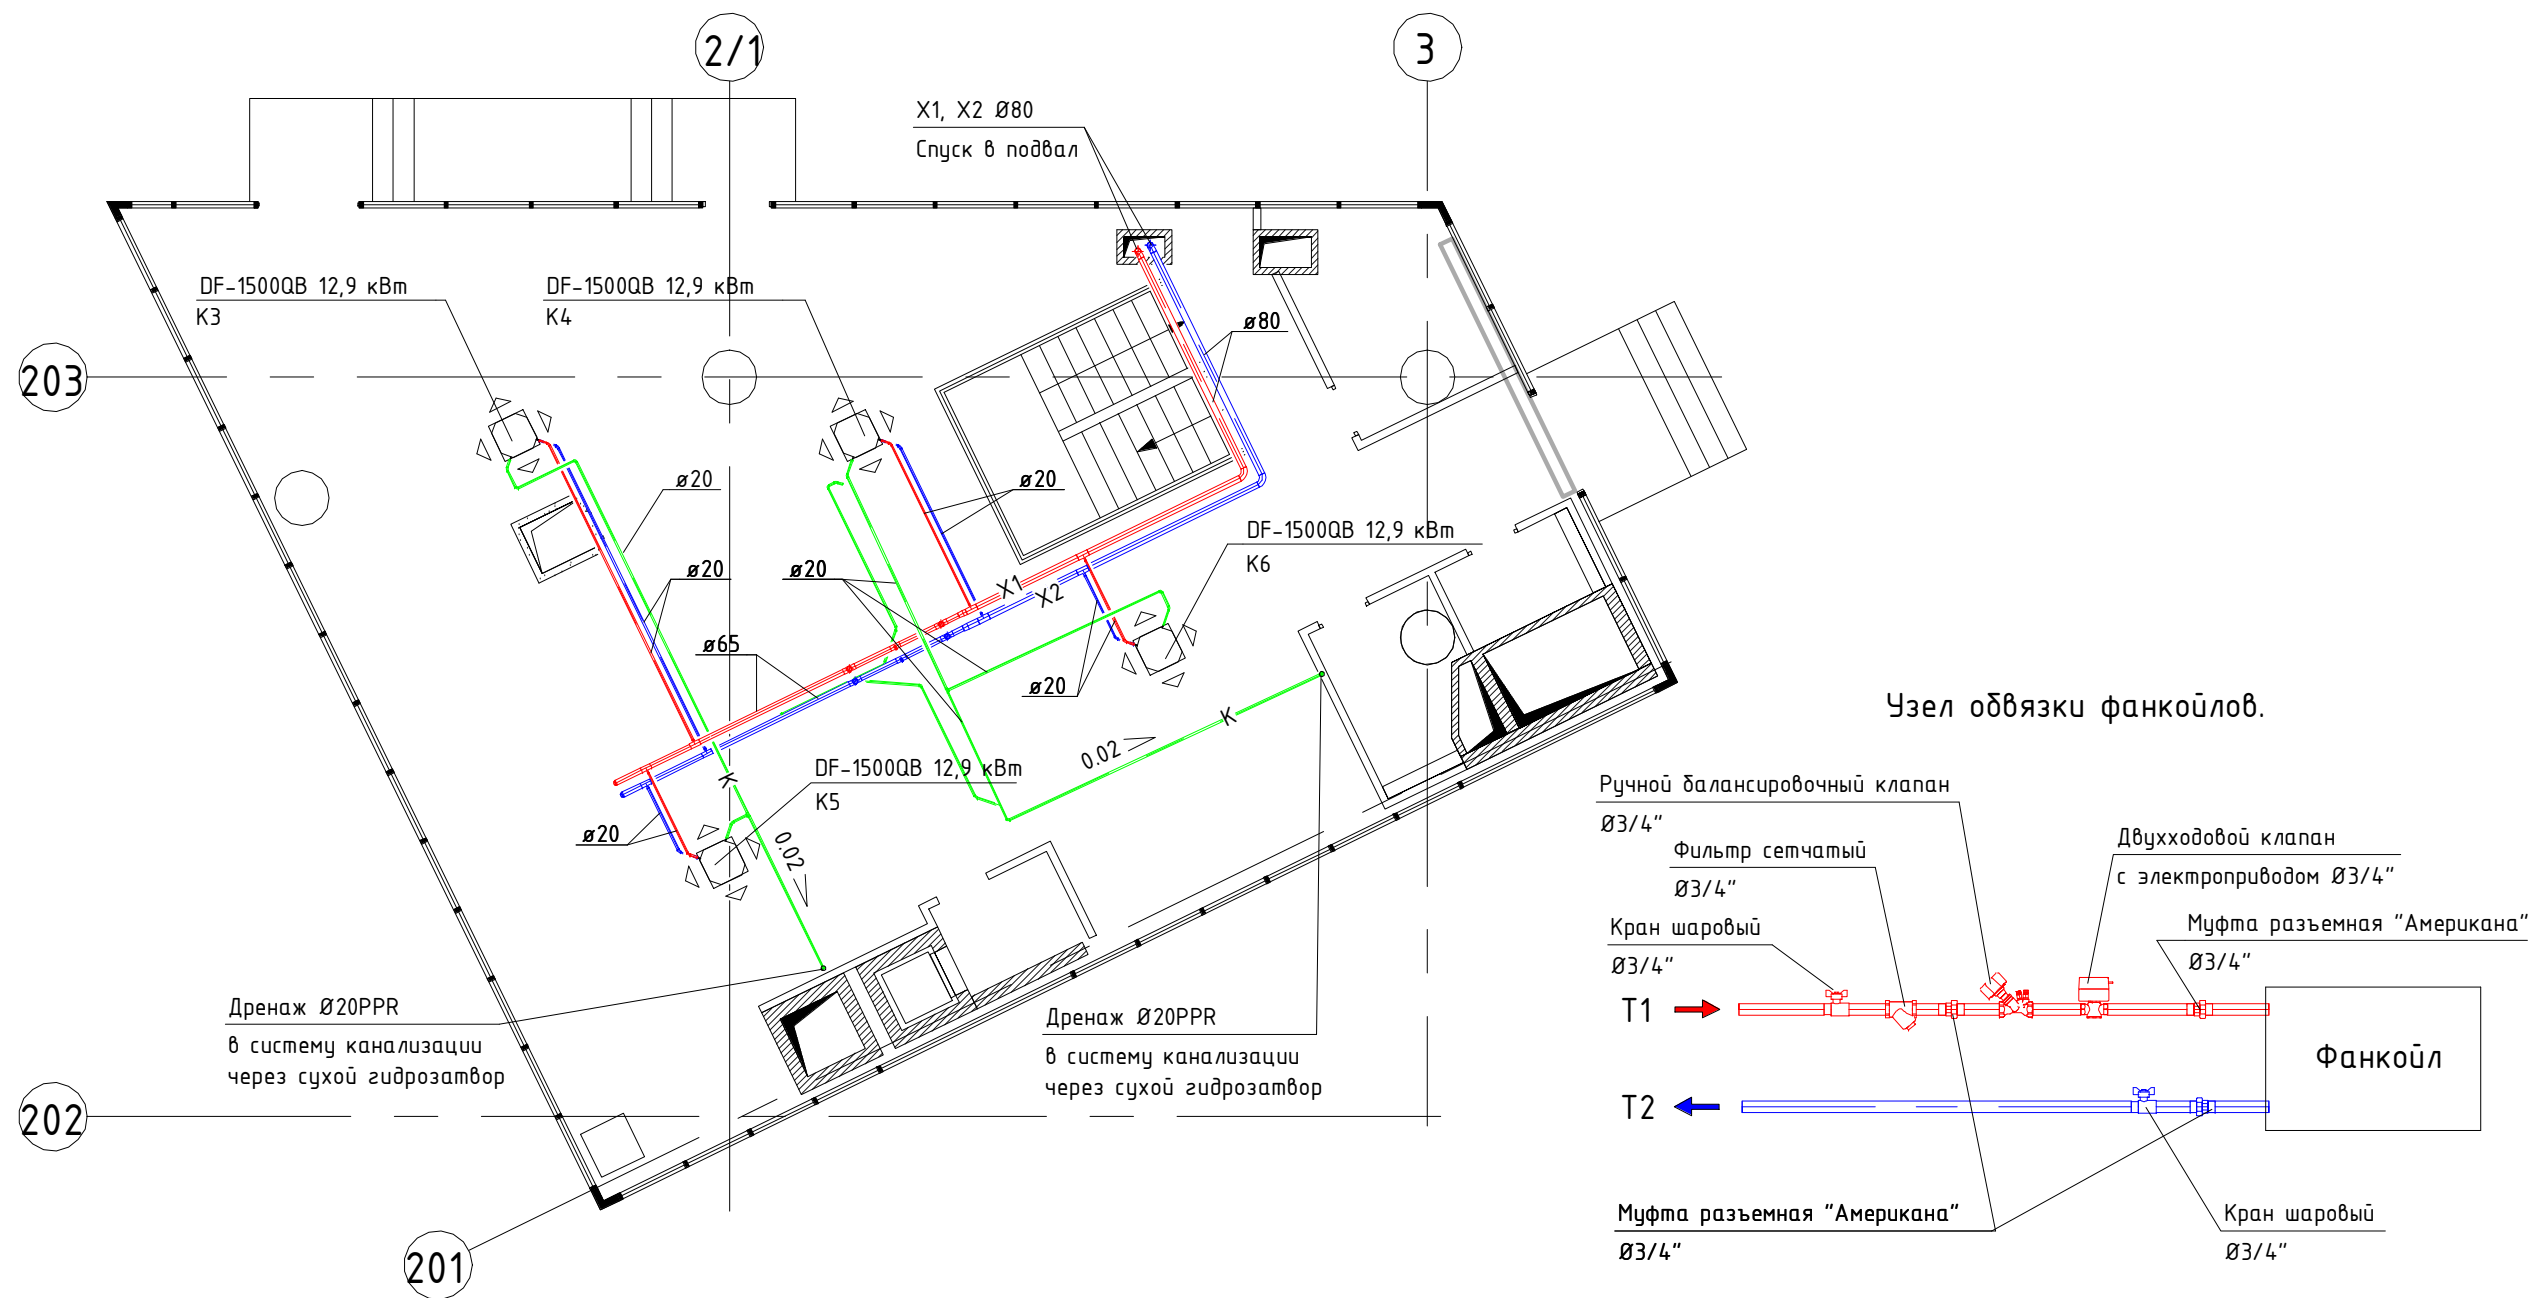 2/1
3
X1, X2 Ø80
Спуск в подвал
DF-1500QB 12,9 кВт
К3
DF-1500QB 12,9 кВт
К4
ø80
203
ø20
ø20
DF-1500QB 12,9 кВт
К6
ø20
ø20
X1
X2
ø65
ø20
К
0.02
К
DF-1500QB 12,9 кВт
К5
ø20
0.02
Дренаж Ø20PPR
в систему канализации
через сухой гидрозатвор
Дренаж Ø20PPR
в систему канализации
через сухой гидрозатвор
202
201
Узел обвязки фанкойлов.
Ручной балансировочный клапан
Ø3/4"
Фильтр сетчатый
Ø3/4"
Двухходовой клапан
с электроприводом Ø3/4"
Кран шаровый
Ø3/4"
Муфта разъемная "Американа"
Ø3/4"
T1
Фанкойл
T2
Муфта разъемная "Американа"
Ø3/4"
Кран шаровый
Ø3/4"